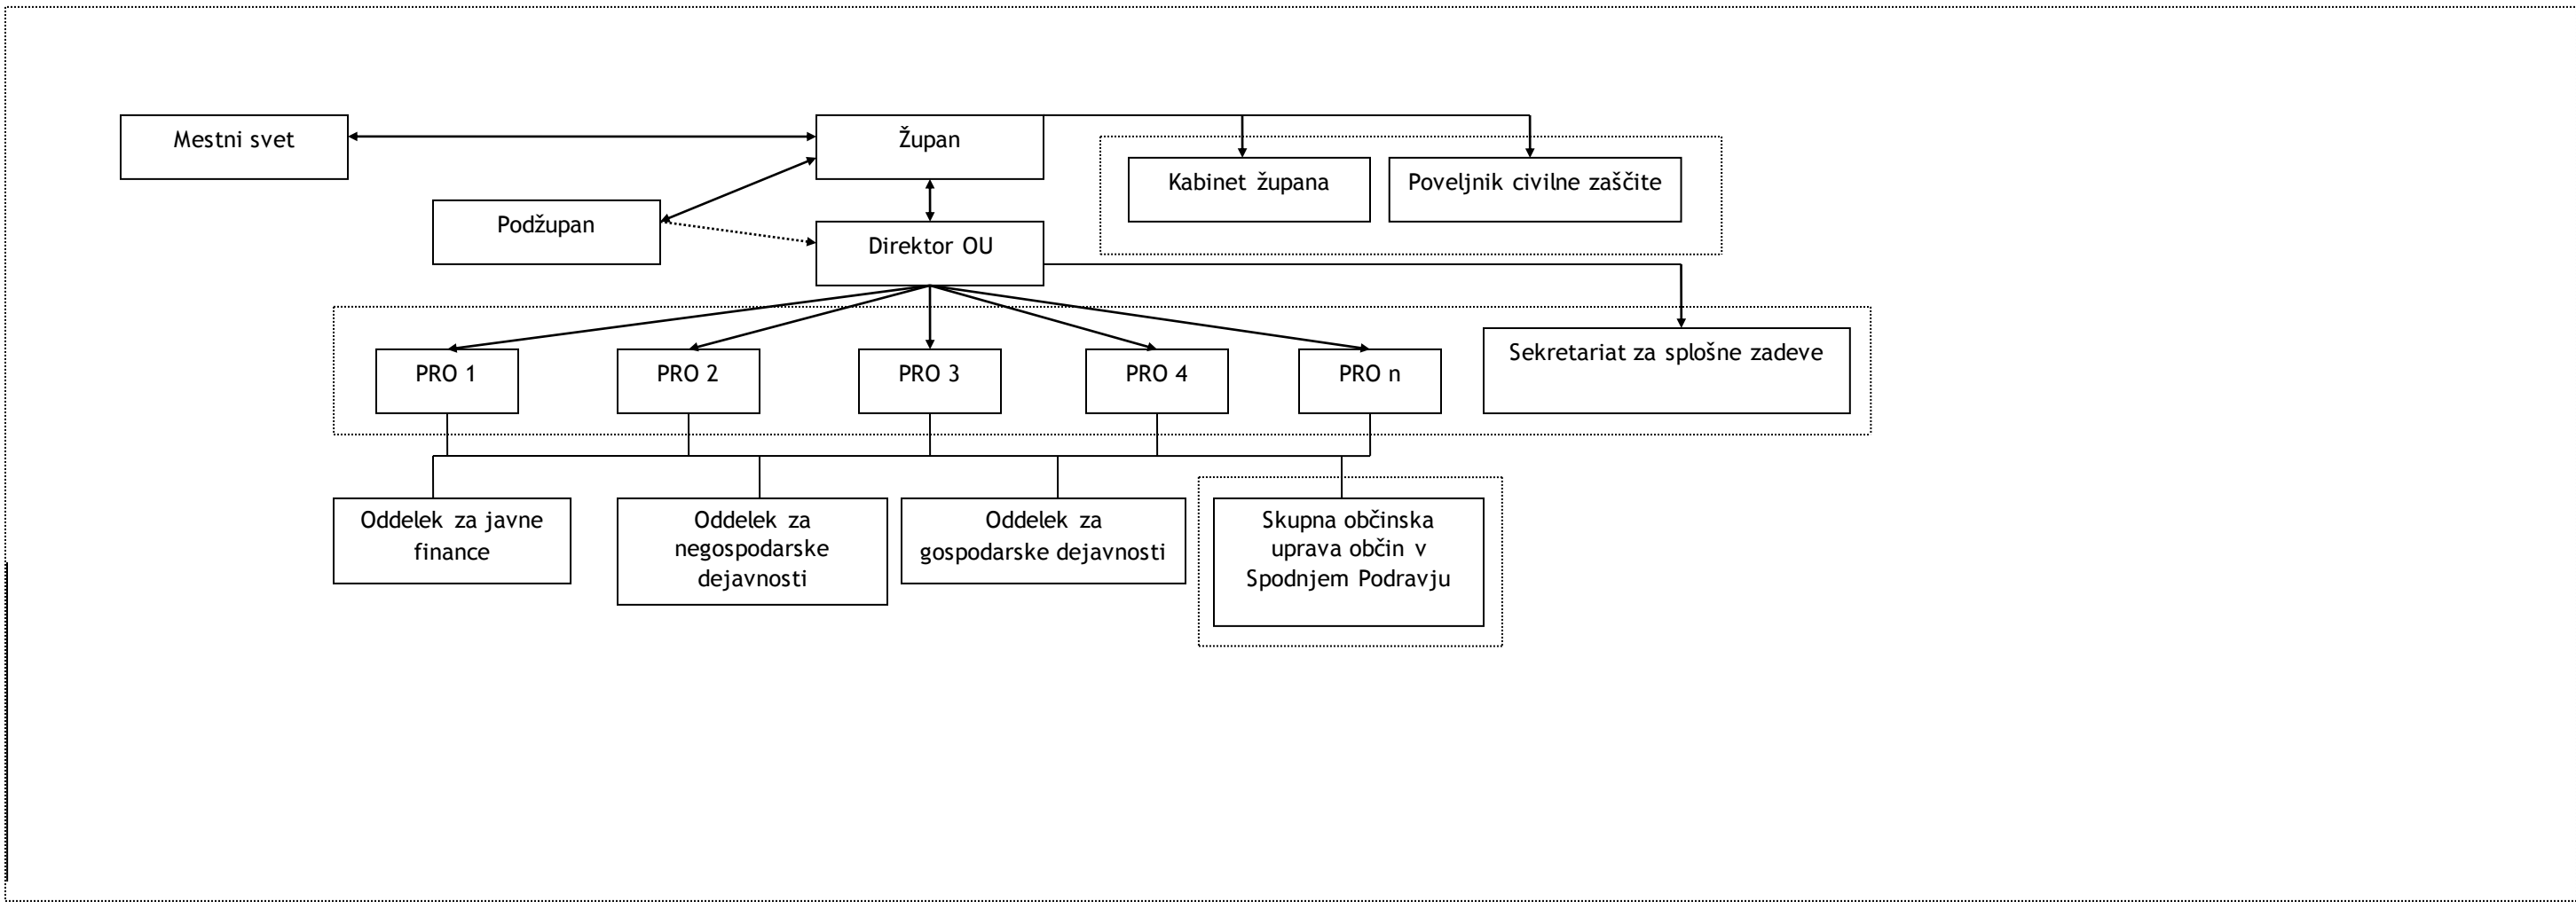 Mestni svet
Župan
Kabinet župana
Poveljnik civilne zaščite
Podžupan
Direktor OU
Sekretariat za splošne zadeve
PRO 1
PRO 2
PRO 3
PRO 4
PRO n
Oddelek za javne
finance
Oddelek za
negospodarske
dejavnosti
Oddelek za
gospodarske dejavnosti
Skupna občinska
uprava občin v
Spodnjem Podravju